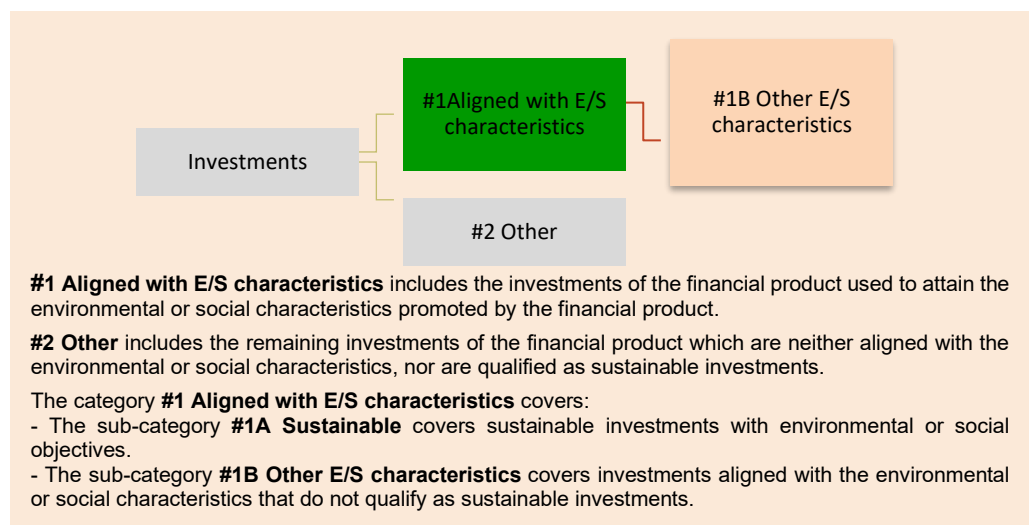 #1Aligned with E/S
characteristics
#1B Other E/S
characteristics
Investments
#2 Other
#1 Aligned with E/S characteristics includes the investments of the financial product used to attain the
environmental or social characteristics promoted by the financial product.
#2 Other includes the remaining investments of the financial product which are neither aligned with the
environmental or social characteristics, nor are qualified as sustainable investments.
The category #1 Aligned with E/S characteristics covers:
- The sub-category #1A Sustainable covers sustainable investments with environmental or social
objectives.
- The sub-category #1B Other E/S characteristics covers investments aligned with the environmental
or social characteristics that do not qualify as sustainable investments.